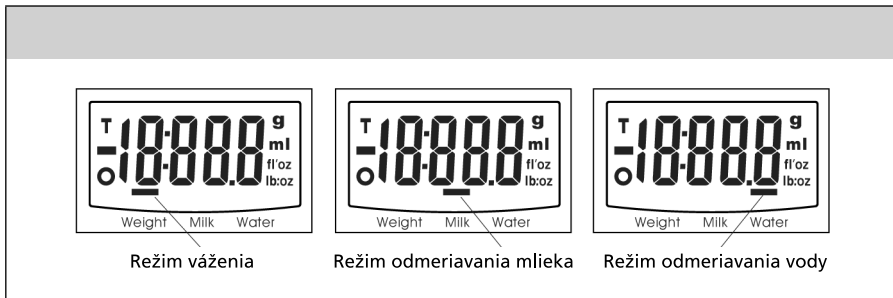 T 18:88.8 g
ml
fl'oz
lb:oz
Weight Milk Water
Režim váženia
T 18:88.8 g
ml
fl'oz
lb:oz
Weight Milk Water
Režim odmeriavania mlieka
T 18:88.8 g
ml
fl'oz
lb:oz
Weight Milk Water
Režim odmeriavania vody